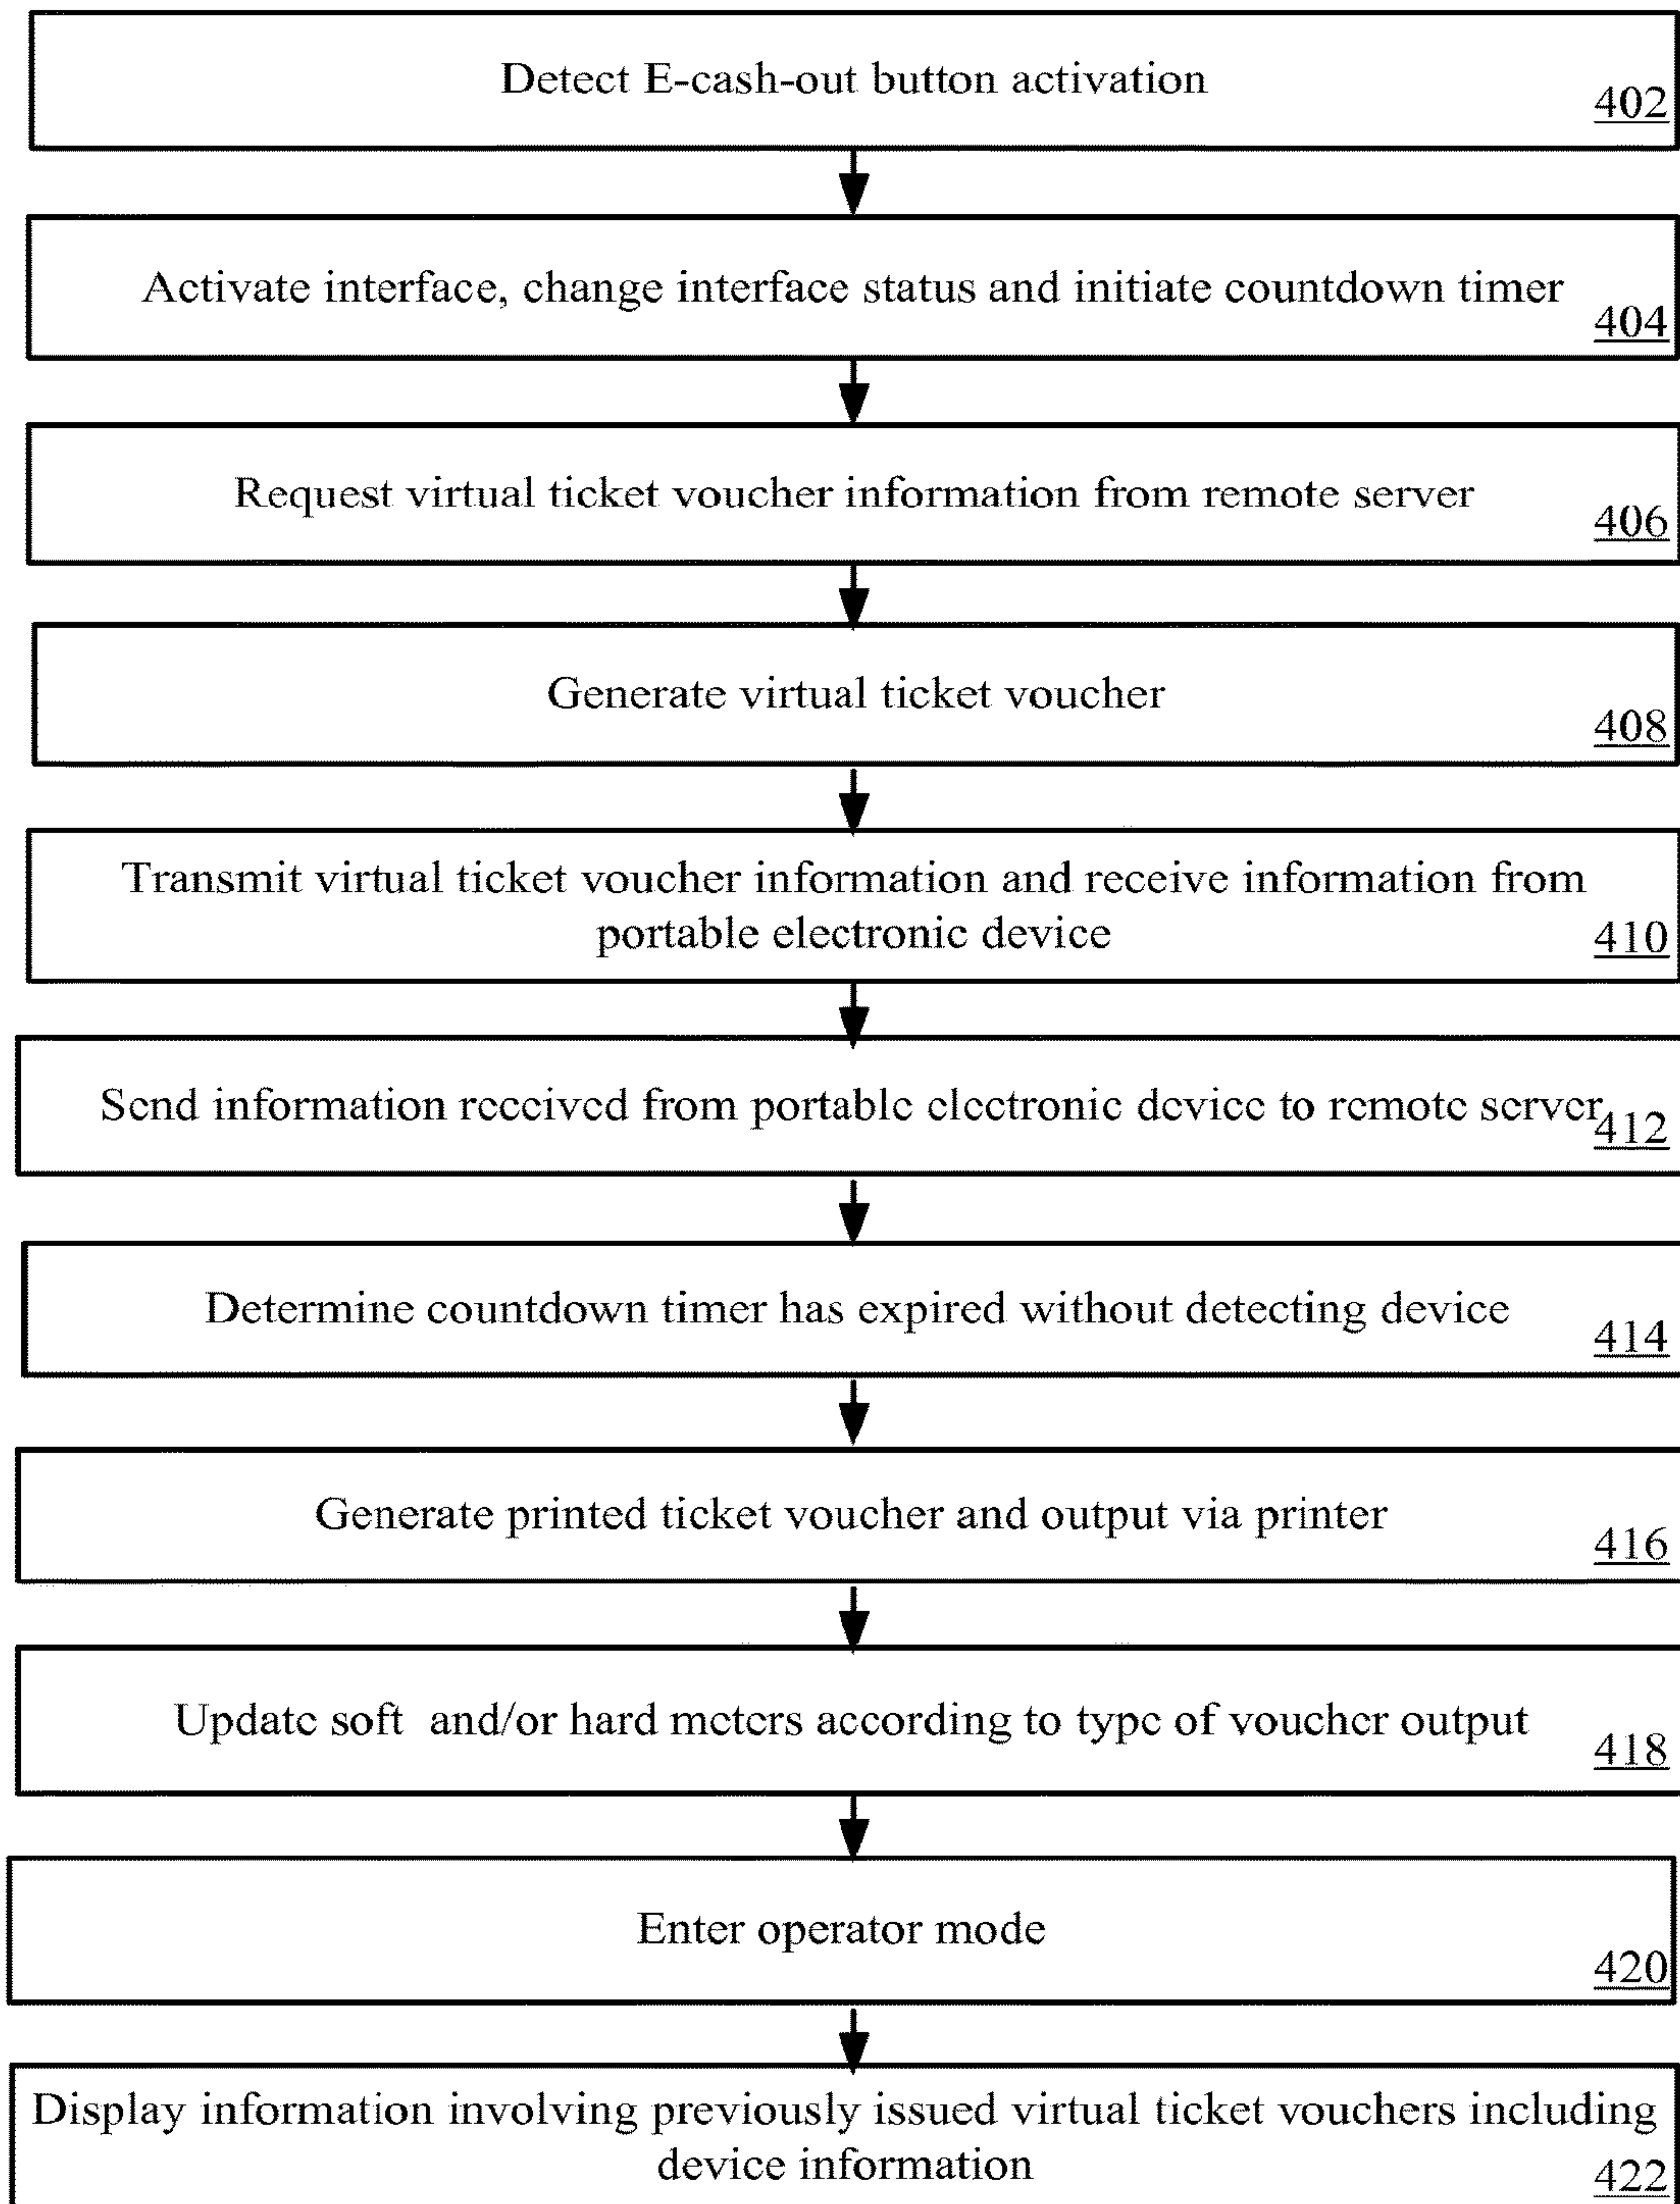 Detect E-cash-out button activation
402
Activate interface, change interface status and initiate countdown timer
404
Request virtual ticket voucher information from remote server
406
Generate virtual ticket voucher
408
Transmit virtual ticket voucher information and receive information from
portable electronic device
410
Send information received from portable electronic device to remote server
412
Determine countdown timer has expired without detecting device
414
Generate printed ticket voucher and output via printer
416
Update soft and/or hard meters according to type of voucher output
418
Enter operator mode
420
Display information involving previously issued virtual ticket vouchers including
device information
422